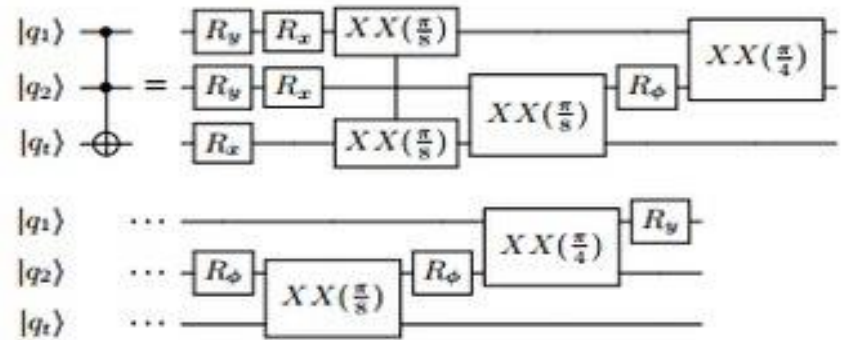 |q₁⟩ R_y R_x XX(π/8) XX(π/4)
|q₂⟩ = R_y R_x XX(π/8) R_ϕ
|qₜ⟩ R_x XX(π/8)
|q₁⟩ ··· XX(π/4) R_y
|q₂⟩ ··· R_ϕ XX(π/8) R_ϕ
|qₜ⟩ ···